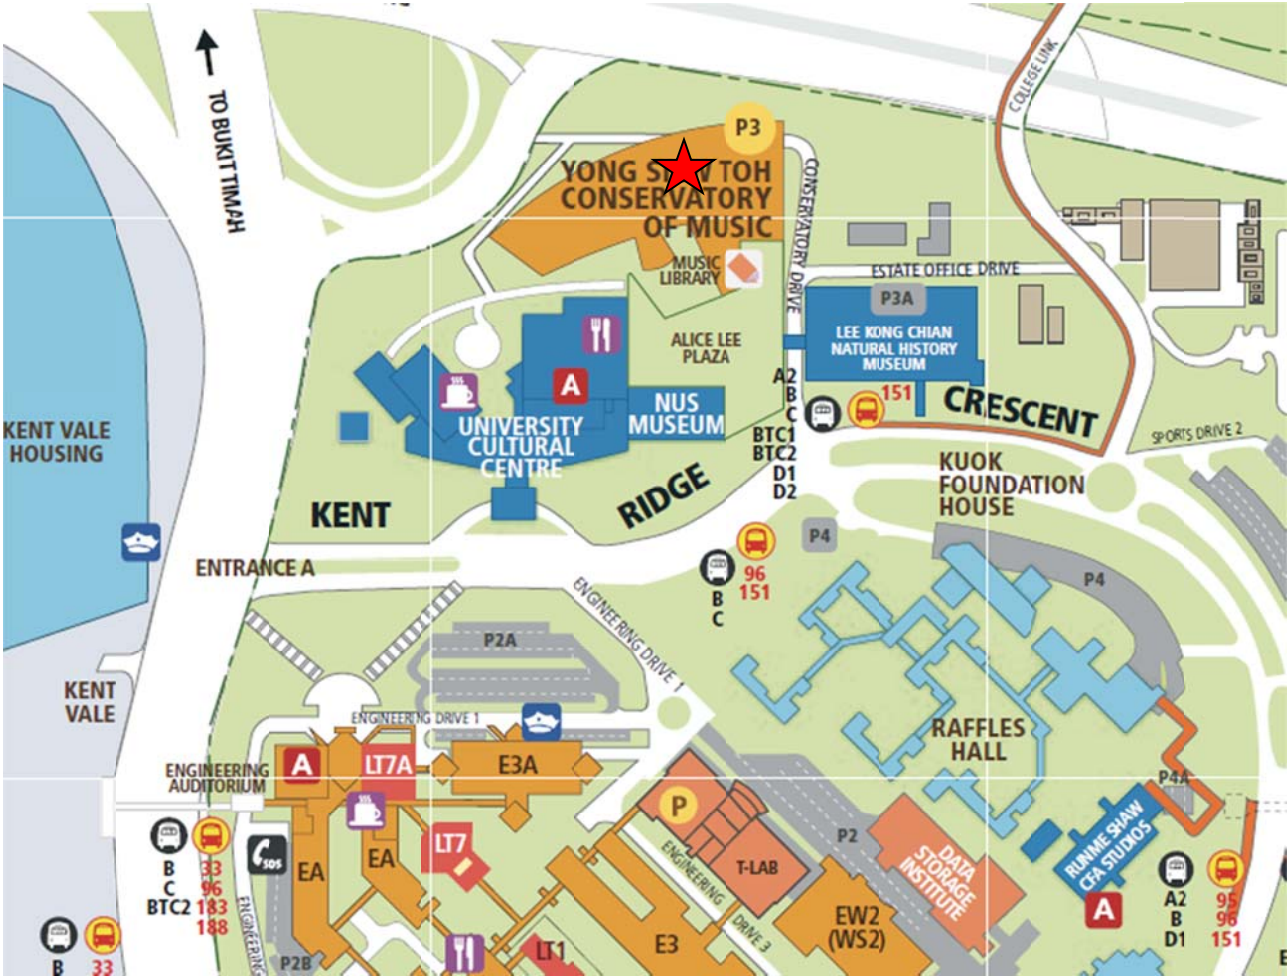 TO BUKIT TIMAH
COLLEGE LINK
P3
YONG S TOH
CONSERVATORY
OF MUSIC
CONSERVATORY DRIVE
MUSIC
LIBRARY
ESTATE OFFICE DRIVE
P3A
LEE KONG CHIAN
NATURAL HISTORY
MUSEUM
ALICE LEE
PLAZA
A2
B
C
BTC1
BTC2
D1
D2
151
CRESCENT
SPORTS DRIVE 2
A
NUS
MUSEUM
UNIVERSITY
CULTURAL
CENTRE
KENT VALE
HOUSING
KENT
RIDGE
KUOK
FOUNDATION
HOUSE
ENTRANCE A
P4
P4
96
151
B
C
ENGINEERING DRIVE 1
P2A
KENT
VALE
ENGINEERING DRIVE 1
RAFFLES
HALL
ENGINEERING
AUDITORIUM
A
LT7A
E3A
P4A
P
P2
LT7
EA
EA
SOS
B
C
BTC2
33
96
183
188
T-LAB
DATA
STORAGE
INSTITUTE
RUNME SHAW
CFA STUDIOS
A
A2
B
D1
95
96
151
ENGINEERING DRIVE 3
ENGINEERING
EW2
(WS2)
E3
LT1
P2B
B
33